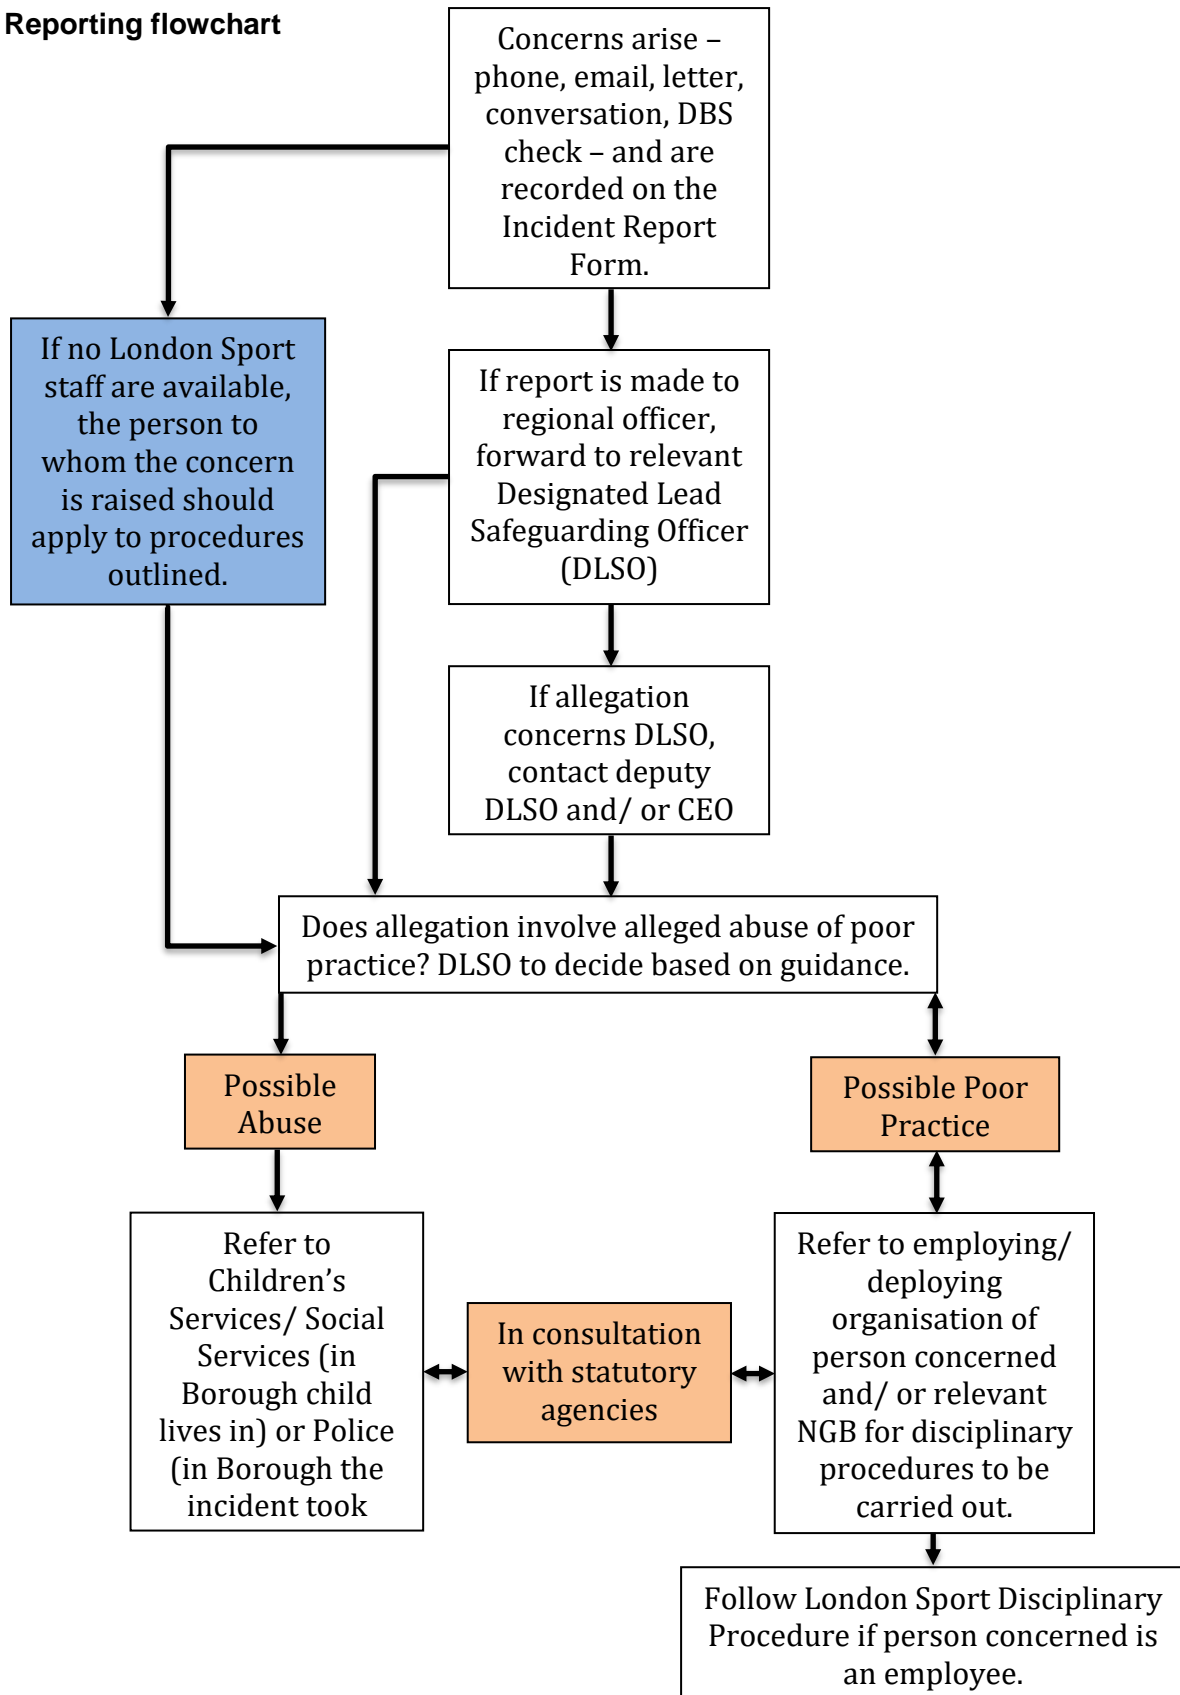 Reporting flowchart
Concerns arise –
phone, email, letter,
conversation, DBS
check – and are
recorded on the
Incident Report
Form.
If no London Sport
staff are available,
the person to
whom the concern
is raised should
apply to procedures
outlined.
If report is made to
regional officer,
forward to relevant
Designated Lead
Safeguarding Officer
(DLSO)
If allegation
concerns DLSO,
contact deputy
DLSO and/ or CEO
Does allegation involve alleged abuse of poor
practice? DLSO to decide based on guidance.
Possible
Abuse
Possible Poor
Practice
Refer to
Children’s
Services/ Social
Services (in
Borough child
lives in) or Police
(in Borough the
incident took
In consultation
with statutory
agencies
Refer to employing/
deploying
organisation of
person concerned
and/ or relevant
NGB for disciplinary
procedures to be
carried out.
Follow London Sport Disciplinary
Procedure if person concerned is
an employee.